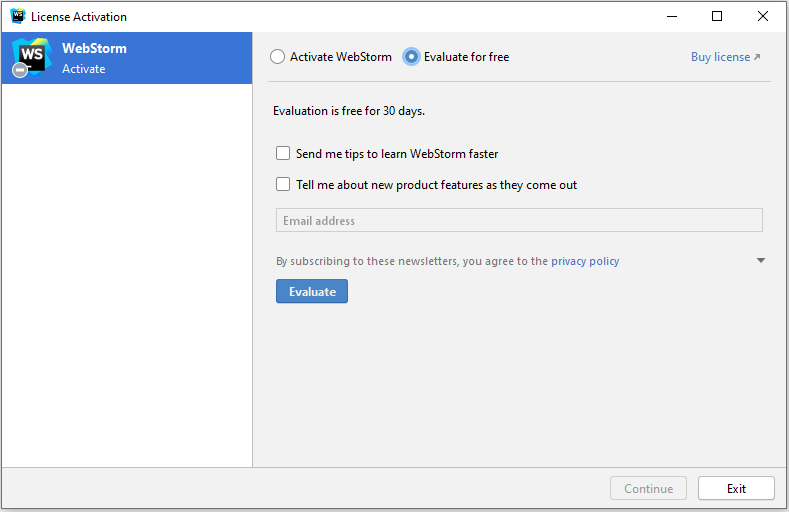 License Activation
WebStorm
Activate
Activate WebStorm
Evaluate for free
Buy license ↗
Evaluation is free for 30 days.
Send me tips to learn WebStorm faster
Tell me about new product features as they come out
Email address
By subscribing to these newsletters, you agree to the privacy policy
Evaluate
Continue
Exit
WS
WS